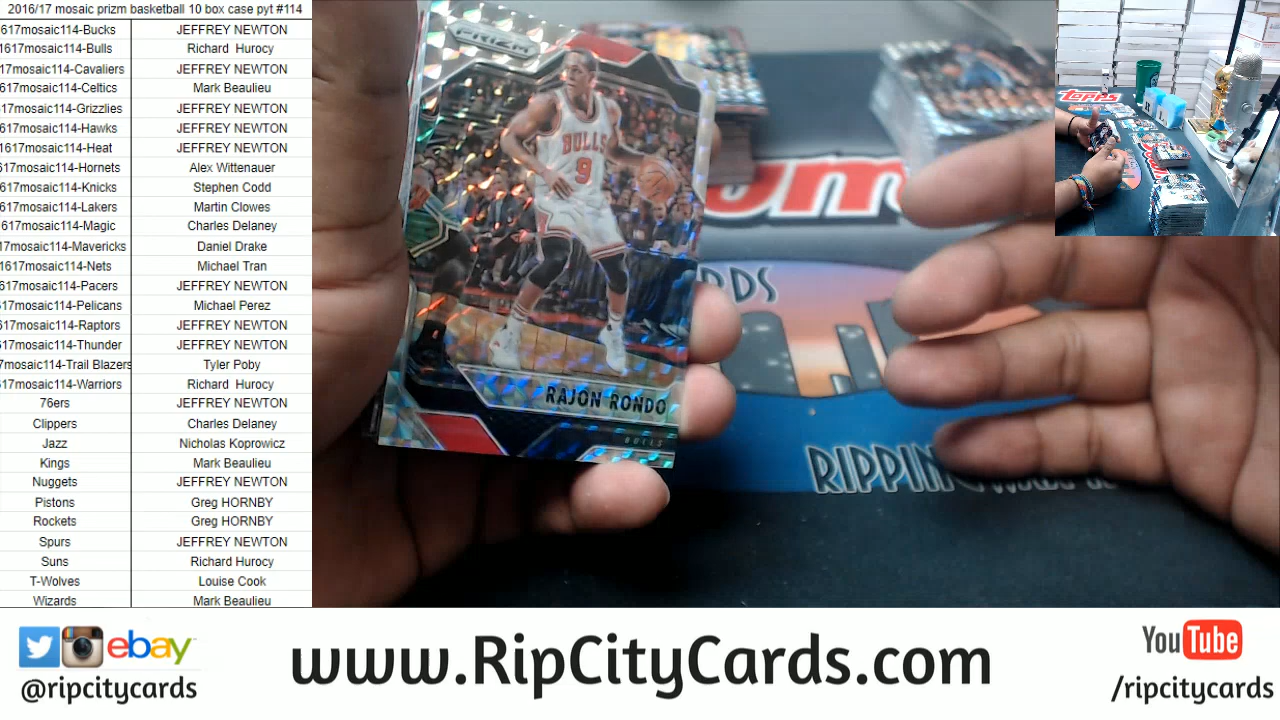 2016/17 mosaic prizm basketball 10 box case pyt #114
617mosaic114-Bucks JEFFREY NEWTON
1617mosaic114-Bulls Richard Hurocy
17mosaic114-Cavaliers JEFFREY NEWTON
617mosaic114-Celtics Mark Beaulieu
617mosaic114-Grizzlies JEFFREY NEWTON
617mosaic114-Hawks JEFFREY NEWTON
1617mosaic114-Heat JEFFREY NEWTON
617mosaic114-Hornets Alex Wittenauer
617mosaic114-Knicks Stephen Codd
617mosaic114-Lakers Martin Clowes
617mosaic114-Magic Charles Delaney
17mosaic114-Mavericks Daniel Drake
1617mosaic114-Nets Michael Tran
617mosaic114-Pacers JEFFREY NEWTON
617mosaic114-Pelicans Michael Perez
617mosaic114-Raptors JEFFREY NEWTON
617mosaic114-Thunder JEFFREY NEWTON
7mosaic114-Trail Blazers Tyler Poby
617mosaic114-Warriors Richard Hurocy
76ers JEFFREY NEWTON
Clippers Charles Delaney
Jazz Nicholas Koprowicz
Kings Mark Beaulieu
Nuggets JEFFREY NEWTON
Pistons Greg HORNBY
Rockets Greg HORNBY
Spurs JEFFREY NEWTON
Suns Richard Hurocy
T-Wolves Louise Cook
Wizards Mark Beaulieu
PRIZM
BULLS
9
RAJON RONDO
BULLS
RIPPIN
TOPPS
ebay
@ripcitycards
www.RipCityCards.com
YouTube
/ripcitycards